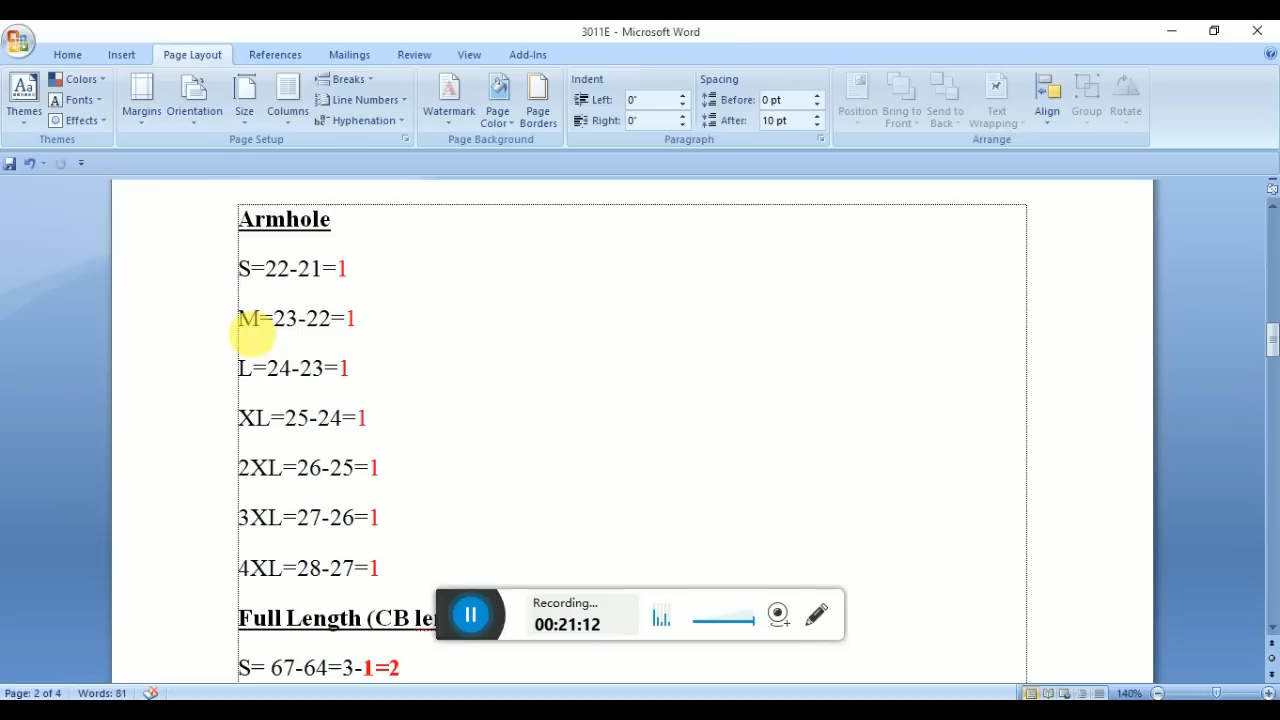 3011E - Microsoft Word
Home Insert Page Layout References Mailings Review View Add-Ins
Themes Colors Fonts Effects Margins Orientation Size Columns Breaks Line Numbers Hyphenation Watermark Page Color Page Borders Indent Left: 0" Right: 0" Spacing Before: 0 pt After: 10 pt Position Bring to Front Send to Back Text Wrapping Align Group Rotate
Themes Page Setup Page Background Paragraph Arrange
Armhole
S=22-21=1
M=23-22=1
L=24-23=1
XL=25-24=1
2XL=26-25=1
3XL=27-26=1
4XL=28-27=1
Full Length (CB le
S= 67-64=3-1=2
Recording...
00:21:12
Page: 2 of 4 Words: 81 140%